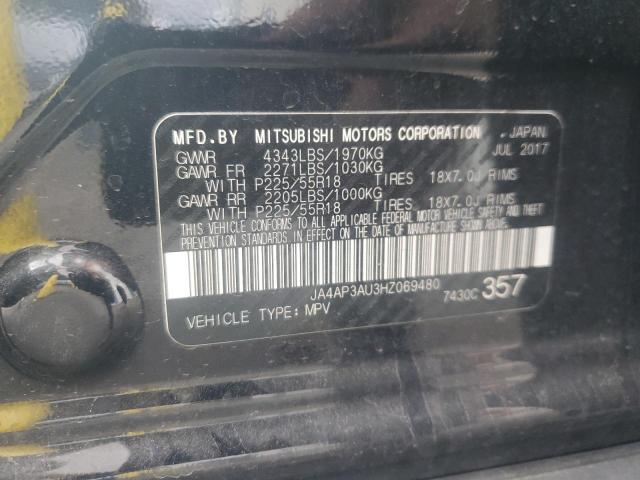 MFD.BY MITSUBISHI MOTORS CORPORATION JAPAN
GVWR 4343LBS/1970KG JUL 2017
GAWR FR 2271LBS/1030KG
WITH P225/55R18 TIRES 18X7.0J RIMS
GAWR RR 2205LBS/1000KG
WITH P225/55R18 TIRES 18X7.0J RIMS
THIS VEHICLE CONFORMS TO ALL APPLICABLE FEDERAL MOTOR VEHICLE SAFETY AND THEFT
PREVENTION STANDARDS IN EFFECT ON THE DATE OF MANUFACTURE SHOWN ABOVE.
JA4AP3AU3HZ069480
7430C 357
VEHICLE TYPE: MPV